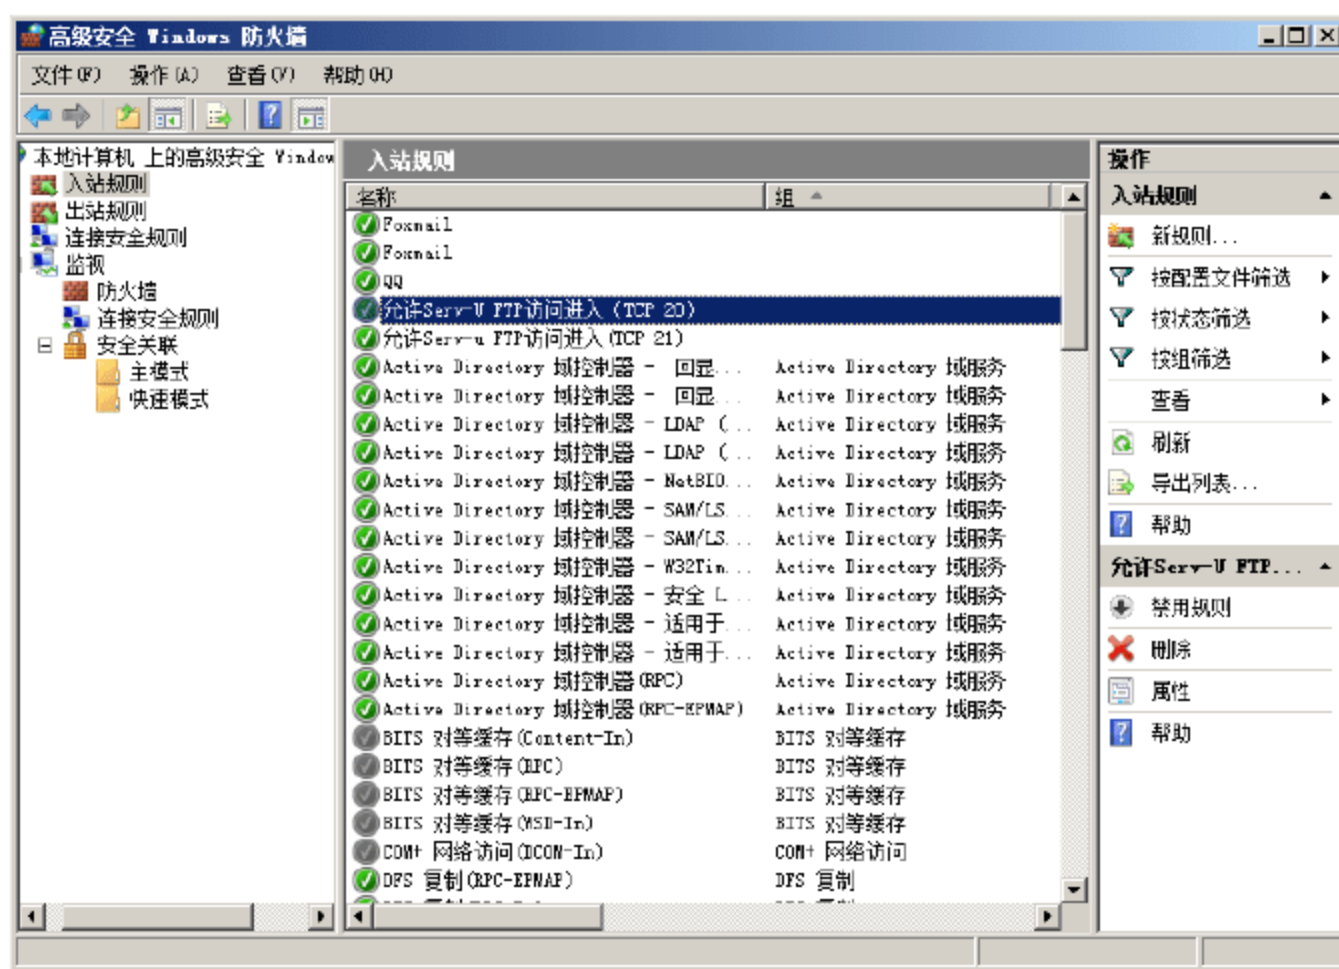 高级安全 Windows 防火墙
文件(F) 操作(A) 查看(V) 帮助(H)
本地计算机 上的高级安全 Window
入站规则
出站规则
连接安全规则
监视
防火墙
连接安全规则
安全关联
主模式
快速模式
入站规则
名称 组
Foxmail
Foxmail
QQ
允许Serv-U FTP访问进入(TCP 20)
允许Serv-u FTP访问进入(TCP 21)
Active Directory 域控制器 - 回显... Active Directory 域服务
Active Directory 域控制器 - 回显... Active Directory 域服务
Active Directory 域控制器 - LDAP (... Active Directory 域服务
Active Directory 域控制器 - LDAP (... Active Directory 域服务
Active Directory 域控制器 - NetBIO... Active Directory 域服务
Active Directory 域控制器 - SAM/LS... Active Directory 域服务
Active Directory 域控制器 - SAM/LS... Active Directory 域服务
Active Directory 域控制器 - W32Tim... Active Directory 域服务
Active Directory 域控制器 - 安全 L... Active Directory 域服务
Active Directory 域控制器 - 适用于... Active Directory 域服务
Active Directory 域控制器 - 适用于... Active Directory 域服务
Active Directory 域控制器(RPC) Active Directory 域服务
Active Directory 域控制器(RPC-EPMAP) Active Directory 域服务
BITS 对等缓存(Content-In) BITS 对等缓存
BITS 对等缓存(RPC) BITS 对等缓存
BITS 对等缓存(RPC-EPMAP) BITS 对等缓存
BITS 对等缓存(WSD-In) BITS 对等缓存
COM+ 网络访问(DCOM-In) COM+ 网络访问
DFS 复制(RPC-EPMAP) DFS 复制
操作
入站规则
新规则...
按配置文件筛选
按状态筛选
按组筛选
查看
刷新
导出列表...
帮助
允许Serv-U FTP...
禁用规则
删除
属性
帮助